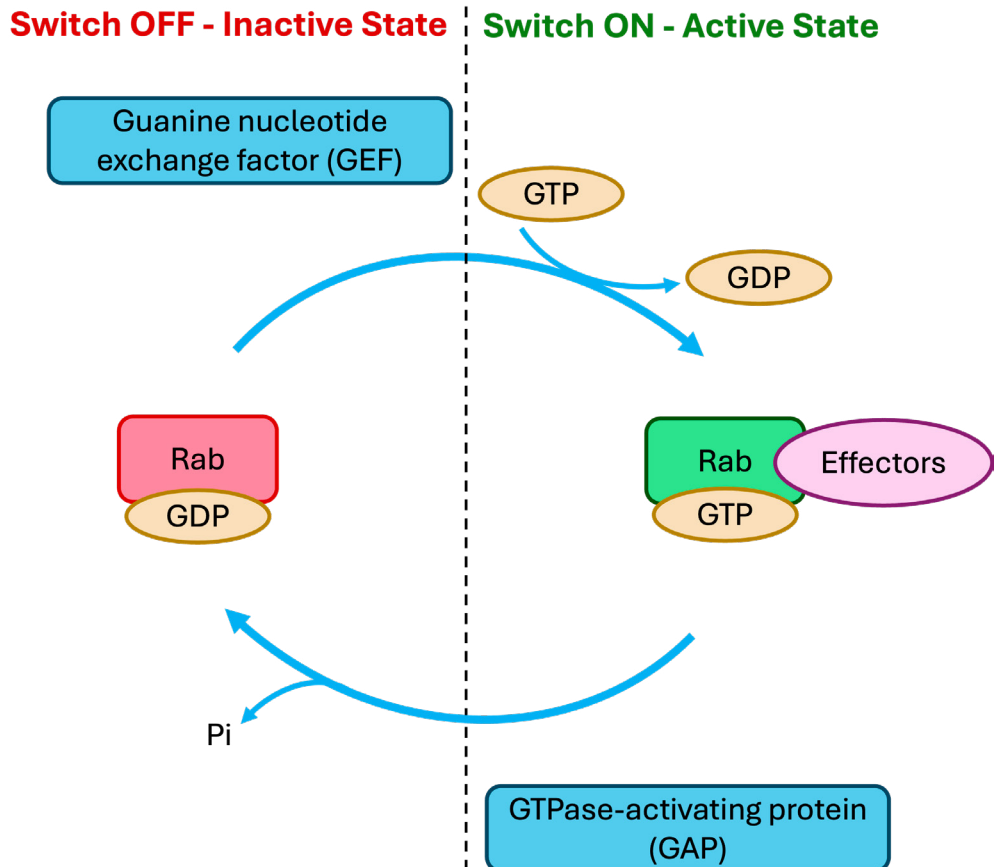 Switch OFF - Inactive State
Switch ON - Active State
Guanine nucleotide
exchange factor (GEF)
GTP
GDP
Rab
GDP
Rab
GTP
Effectors
Pi
GTPase-activating protein
(GAP)